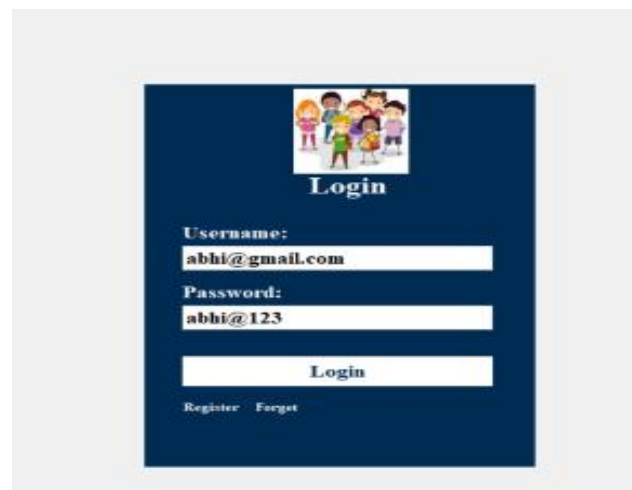 Login
Username:
abhi@gmail.com
Password:
abhi@123
Login
Register Forget